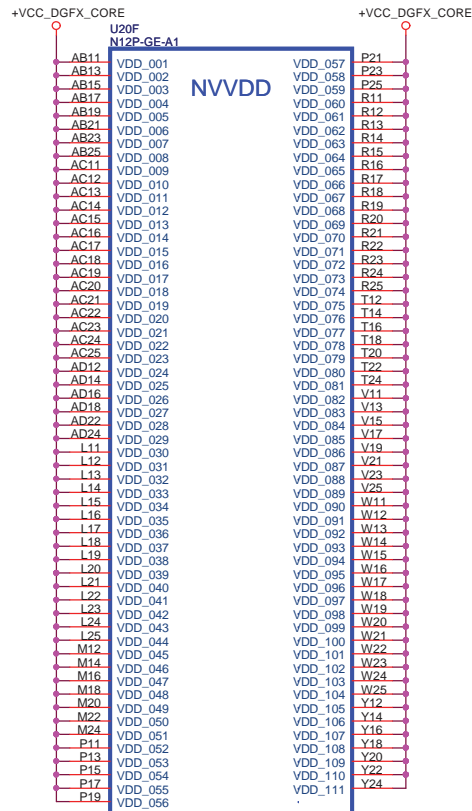 +VCC_DGFX_CORE +VCC_DGFX_CORE
U20F
N12P-GE-A1
NVVDD
AB11 VDD_001 VDD_057 P21
AB13 VDD_002 VDD_058 P23
AB15 VDD_003 VDD_059 P25
AB17 VDD_004 VDD_060 R11
AB19 VDD_005 VDD_061 R12
AB21 VDD_006 VDD_062 R13
AB23 VDD_007 VDD_063 R14
AB25 VDD_008 VDD_064 R15
AC11 VDD_009 VDD_065 R16
AC12 VDD_010 VDD_066 R17
AC13 VDD_011 VDD_067 R18
AC14 VDD_012 VDD_068 R19
AC15 VDD_013 VDD_069 R20
AC16 VDD_014 VDD_070 R21
AC17 VDD_015 VDD_071 R22
AC18 VDD_016 VDD_072 R23
AC19 VDD_017 VDD_073 R24
AC20 VDD_018 VDD_074 R25
AC21 VDD_019 VDD_075 T12
AC22 VDD_020 VDD_076 T14
AC23 VDD_021 VDD_077 T16
AC24 VDD_022 VDD_078 T18
AC25 VDD_023 VDD_079 T20
AD12 VDD_024 VDD_080 T22
AD14 VDD_025 VDD_081 T24
AD16 VDD_026 VDD_082 V11
AD18 VDD_027 VDD_083 V13
AD22 VDD_028 VDD_084 V15
AD24 VDD_029 VDD_085 V17
L11 VDD_030 VDD_086 V19
L12 VDD_031 VDD_087 V21
L13 VDD_032 VDD_088 V23
L14 VDD_033 VDD_089 V25
L15 VDD_034 VDD_090 W11
L16 VDD_035 VDD_091 W12
L17 VDD_036 VDD_092 W13
L18 VDD_037 VDD_093 W14
L19 VDD_038 VDD_094 W15
L20 VDD_039 VDD_095 W16
L21 VDD_040 VDD_096 W17
L22 VDD_041 VDD_097 W18
L23 VDD_042 VDD_098 W19
L24 VDD_043 VDD_099 W20
L25 VDD_044 VDD_100 W21
M12 VDD_045 VDD_101 W22
M14 VDD_046 VDD_102 W23
M16 VDD_047 VDD_103 W24
M18 VDD_048 VDD_104 W25
M20 VDD_049 VDD_105 Y12
M22 VDD_050 VDD_106 Y14
M24 VDD_051 VDD_107 Y16
P11 VDD_052 VDD_108 Y18
P13 VDD_053 VDD_109 Y20
P15 VDD_054 VDD_110 Y22
P17 VDD_055 VDD_111 Y24
P19 VDD_056